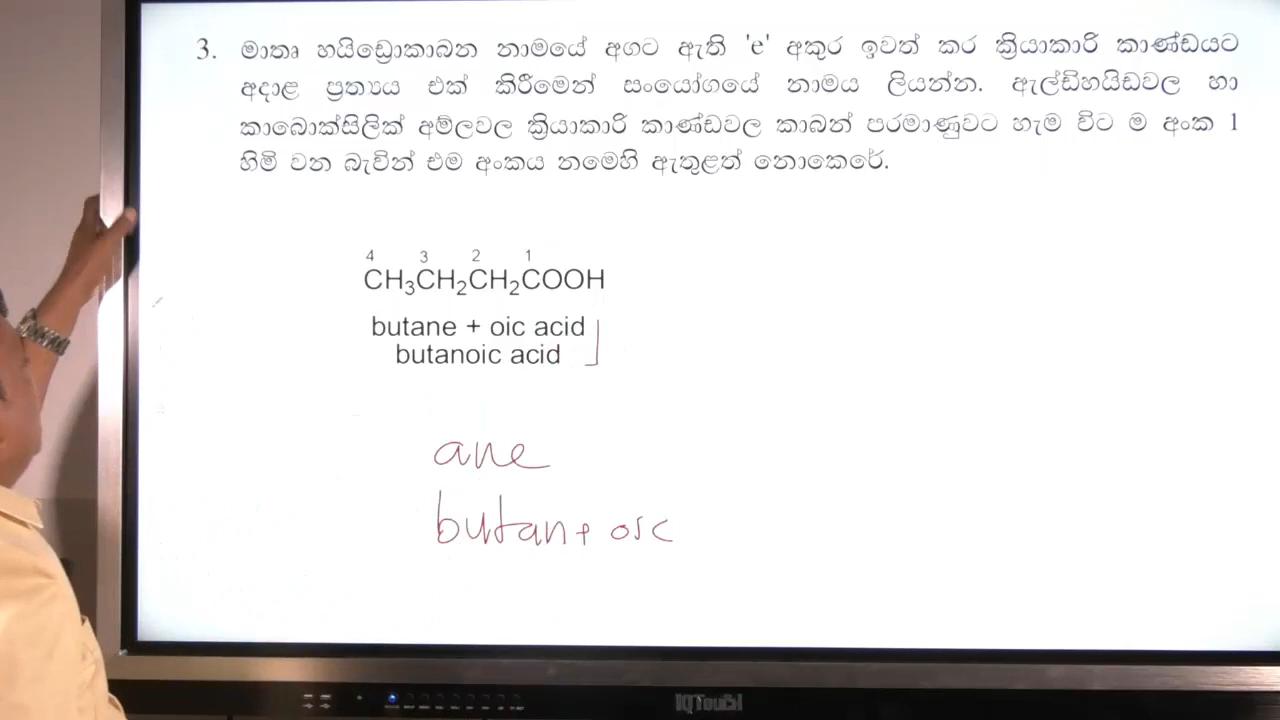 3. මාතෘ හයිඩ්‍රොකාබන නාමයේ අගට ඇති 'e' අකුර ඉවත් කර ක්‍රියාකාරි කාණ්ඩයට
අදාළ ප්‍රත්‍යය එක් කිරීමෙන් සංයෝගයේ නාමය ලියන්න. ඇල්ඩිහයිඩවල හා
කාබොක්සිලික් අම්ලවල ක්‍රියාකාරි කාණ්ඩවල කාබන් පරමාණුවට හැම විට ම අංක 1
හිමි වන බැවින් එම අංකය නමෙහි ඇතුළත් නොකෙරේ.
4 3 2 1
CH₃CH₂CH₂COOH
butane + oic acid
butanoic acid
ane
butan + oic
IQTouch